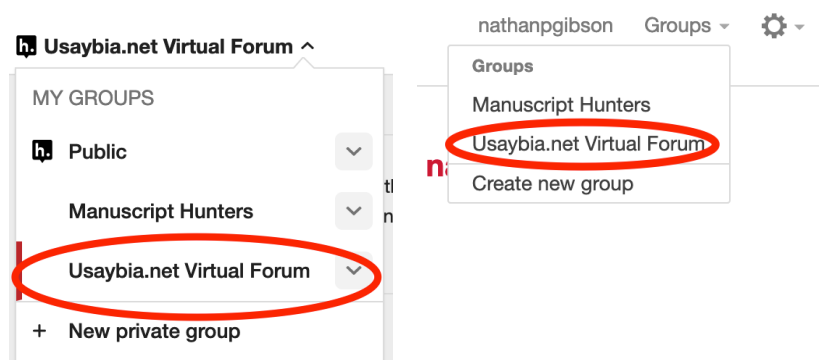 h. Usaybia.net Virtual Forum
MY GROUPS
h. Public
Manuscript Hunters
Usaybia.net Virtual Forum
+ New private group
nathanpgibson Groups
Groups
Manuscript Hunters
Usaybia.net Virtual Forum
Create new group